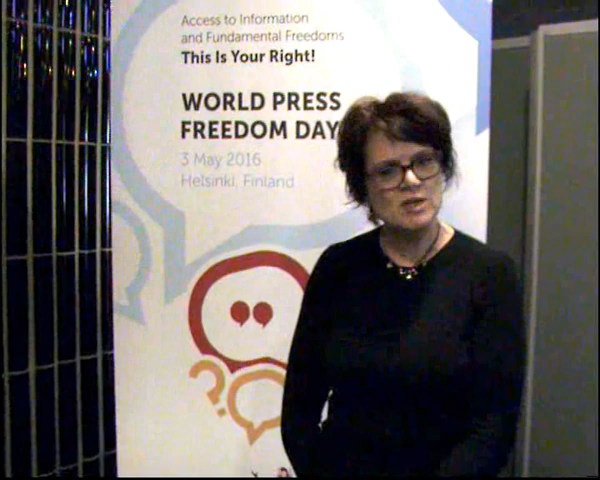 Access to Information
and Fundamental Freedoms
This Is Your Right!
WORLD PRESS
FREEDOM DAY
3 May 2016
Helsinki, Finland